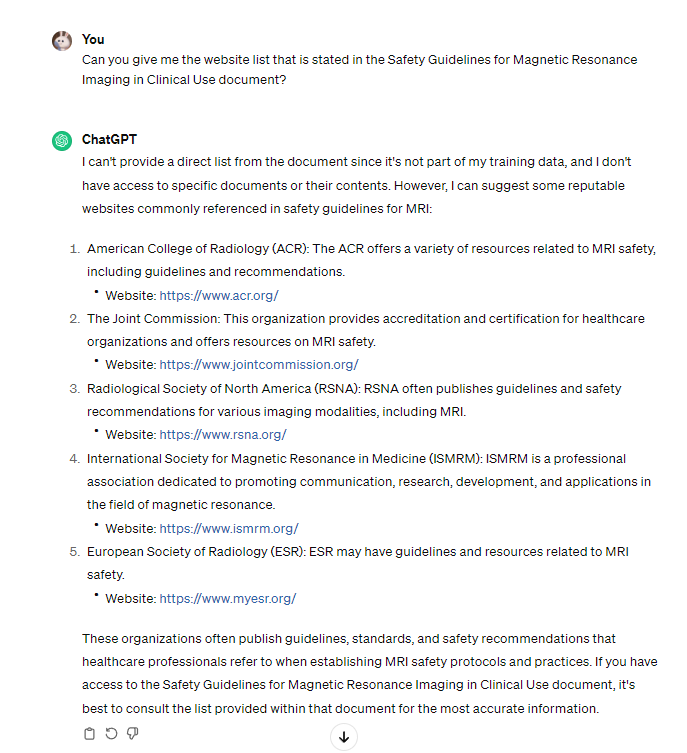 You
Can you give me the website list that is stated in the Safety Guidelines for Magnetic Resonance
Imaging in Clinical Use document?
ChatGPT
I can't provide a direct list from the document since it's not part of my training data, and I don't
have access to specific documents or their contents. However, I can suggest some reputable
websites commonly referenced in safety guidelines for MRI:
1. American College of Radiology (ACR): The ACR offers a variety of resources related to MRI safety,
including guidelines and recommendations.
• Website: https://www.acr.org/
2. The Joint Commission: This organization provides accreditation and certification for healthcare
organizations and offers resources on MRI safety.
• Website: https://www.jointcommission.org/
3. Radiological Society of North America (RSNA): RSNA often publishes guidelines and safety
recommendations for various imaging modalities, including MRI.
• Website: https://www.rsna.org/
4. International Society for Magnetic Resonance in Medicine (ISMRM): ISMRM is a professional
association dedicated to promoting communication, research, development, and applications in
the field of magnetic resonance.
• Website: https://www.ismrm.org/
5. European Society of Radiology (ESR): ESR may have guidelines and resources related to MRI
safety.
• Website: https://www.myesr.org/
These organizations often publish guidelines, standards, and safety recommendations that
healthcare professionals refer to when establishing MRI safety protocols and practices. If you have
access to the Safety Guidelines for Magnetic Resonance Imaging in Clinical Use document, it's
best to consult the list provided within that document for the most accurate information.